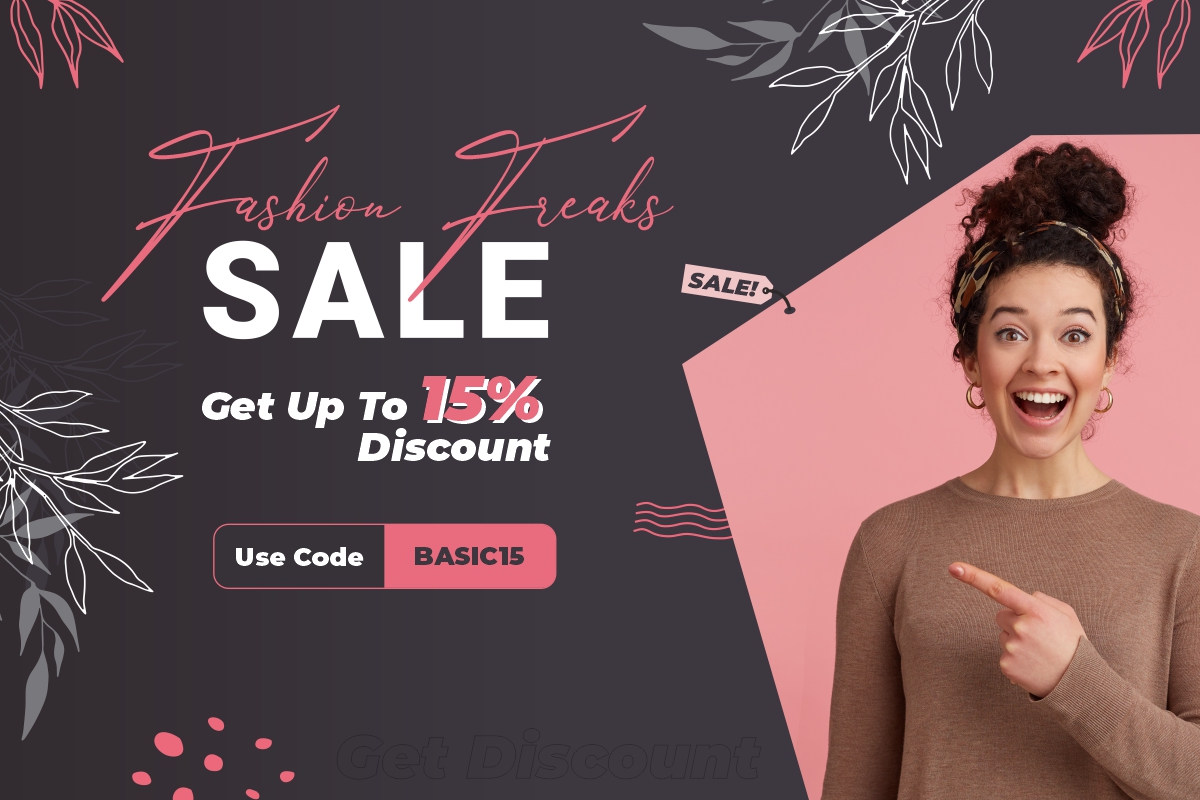 Fashion Freaks
SALE
SALE!
Get Up To 15%
Discount
Use Code BASIC15
Get Discount